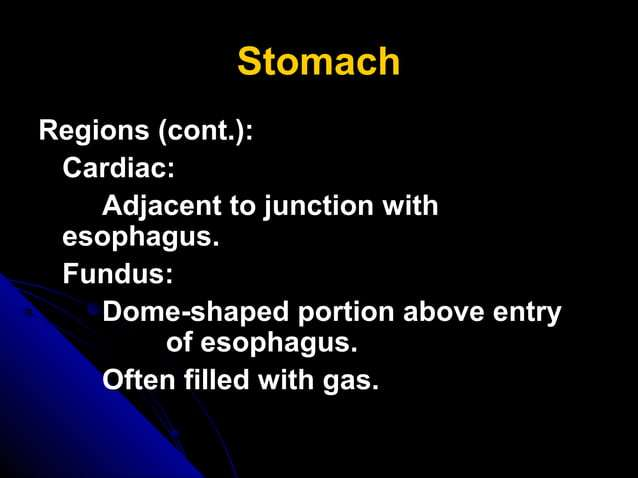 Stomach
Regions (cont.):
Cardiac:
Adjacent to junction with
esophagus.
Fundus:
Dome-shaped portion above entry
of esophagus.
Often filled with gas.